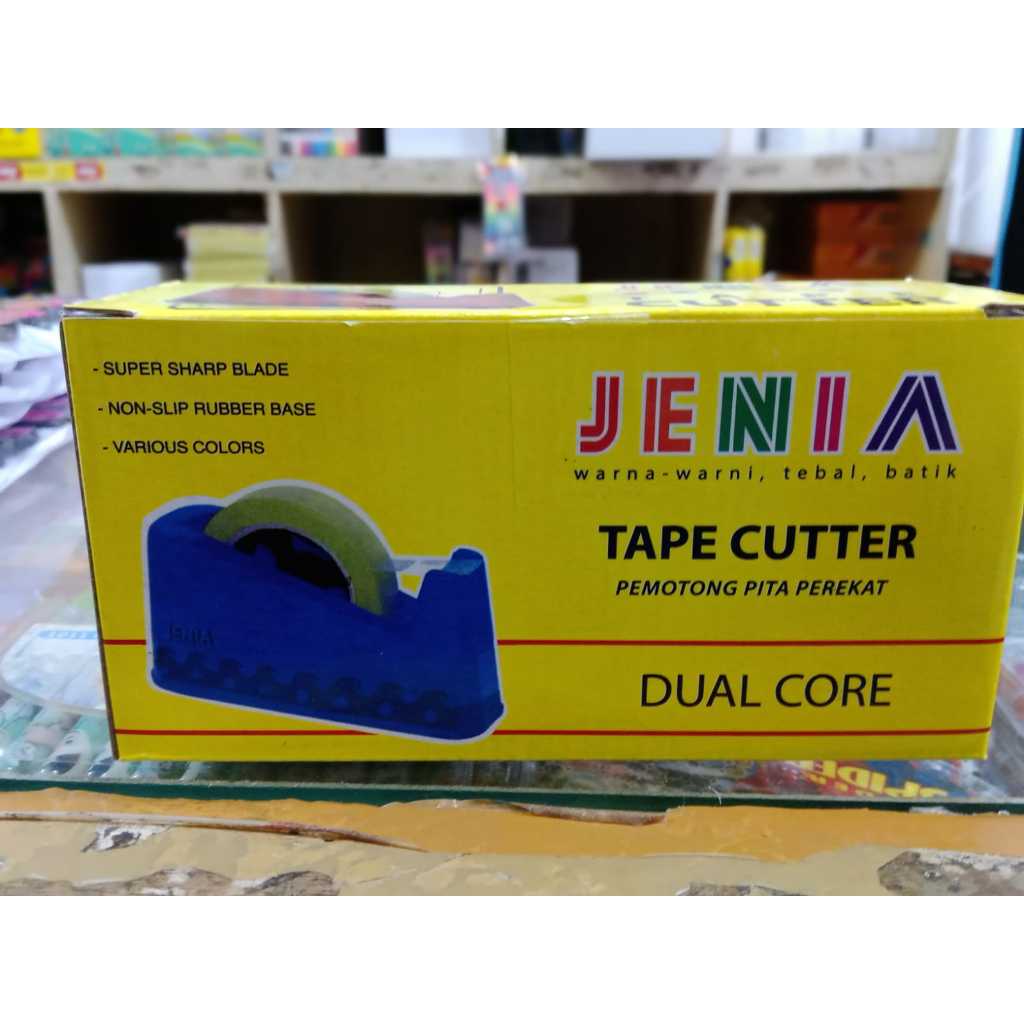 CUTTER
- SUPER SHARP BLADE
- NON-SLIP RUBBER BASE
- VARIOUS COLORS
JENIA
warna-warni, tebal, batik
TAPE CUTTER
PEMOTONG PITA PEREKAT
DUAL CORE
JENIA